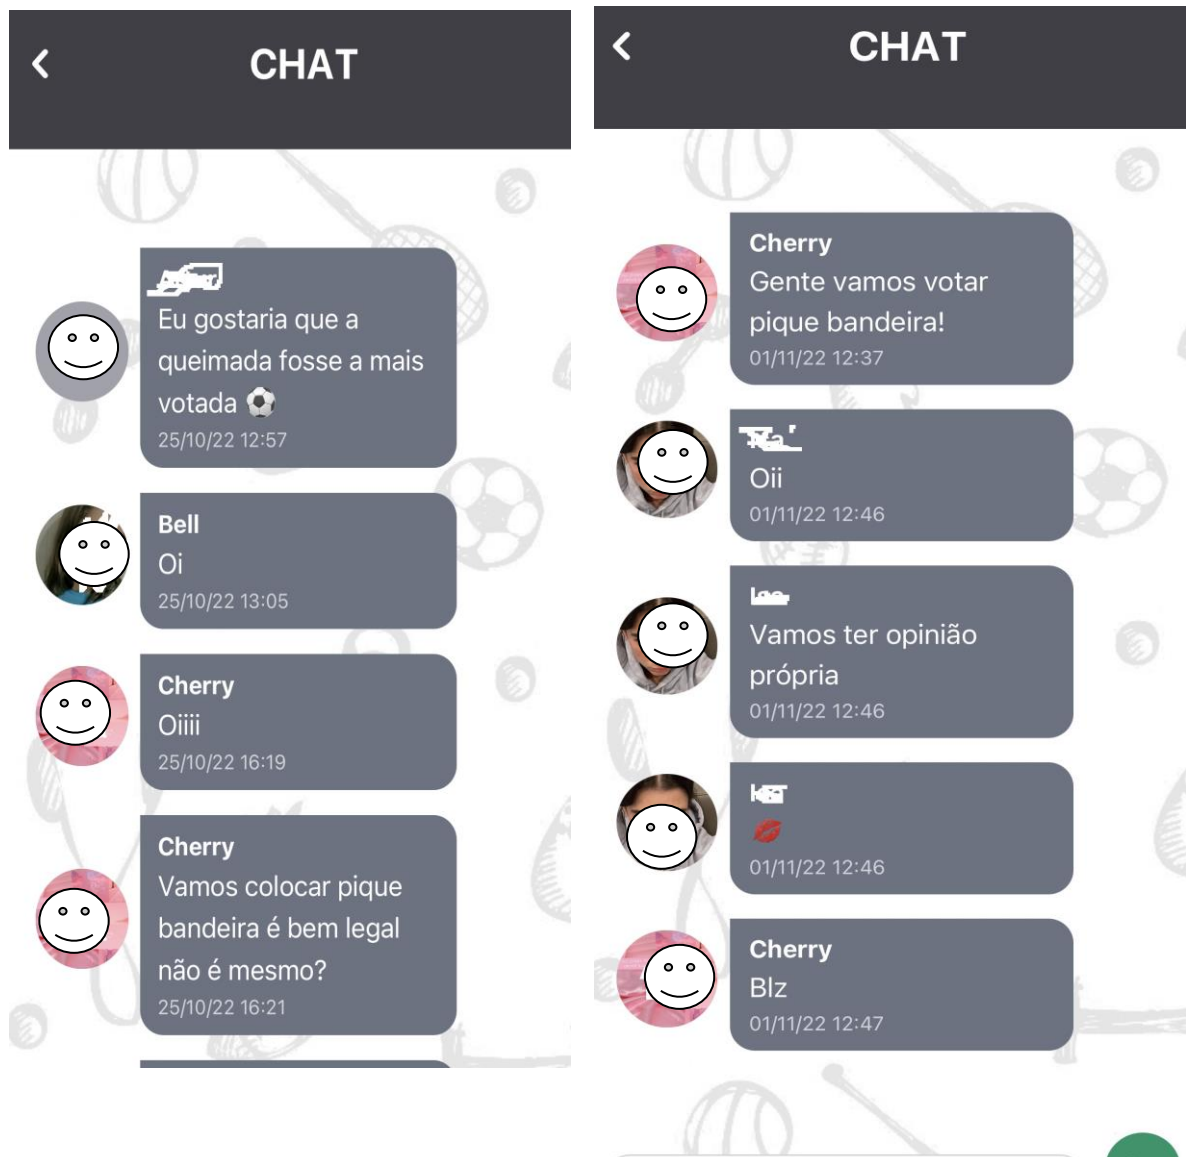 CHAT
Eu gostaria que a
queimada fosse a mais
votada ⚽
25/10/22 12:57
Bell
Oi
25/10/22 13:05
Cherry
Oiiii
25/10/22 16:19
Cherry
Vamos colocar pique
bandeira é bem legal
não é mesmo?
25/10/22 16:21
CHAT
Cherry
Gente vamos votar
pique bandeira!
01/11/22 12:37
Oii
01/11/22 12:46
Vamos ter opinião
própria
01/11/22 12:46
💋
01/11/22 12:46
Cherry
Blz
01/11/22 12:47